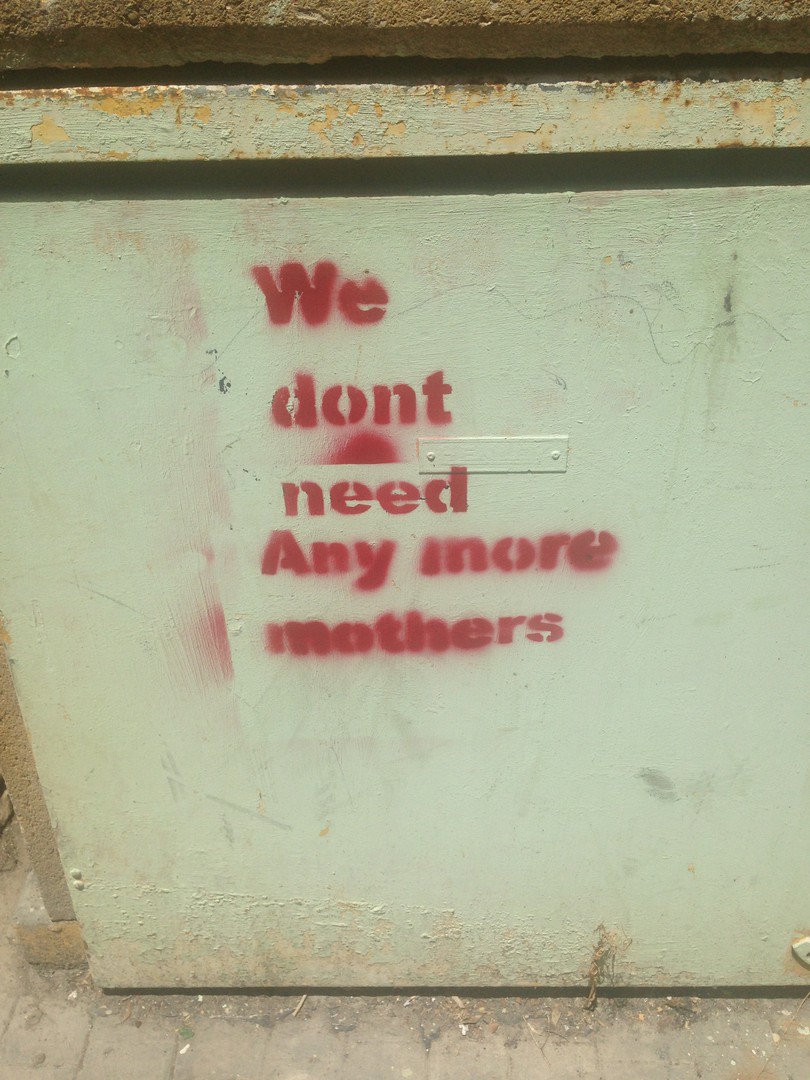 We
dont
need
Any more
mothers